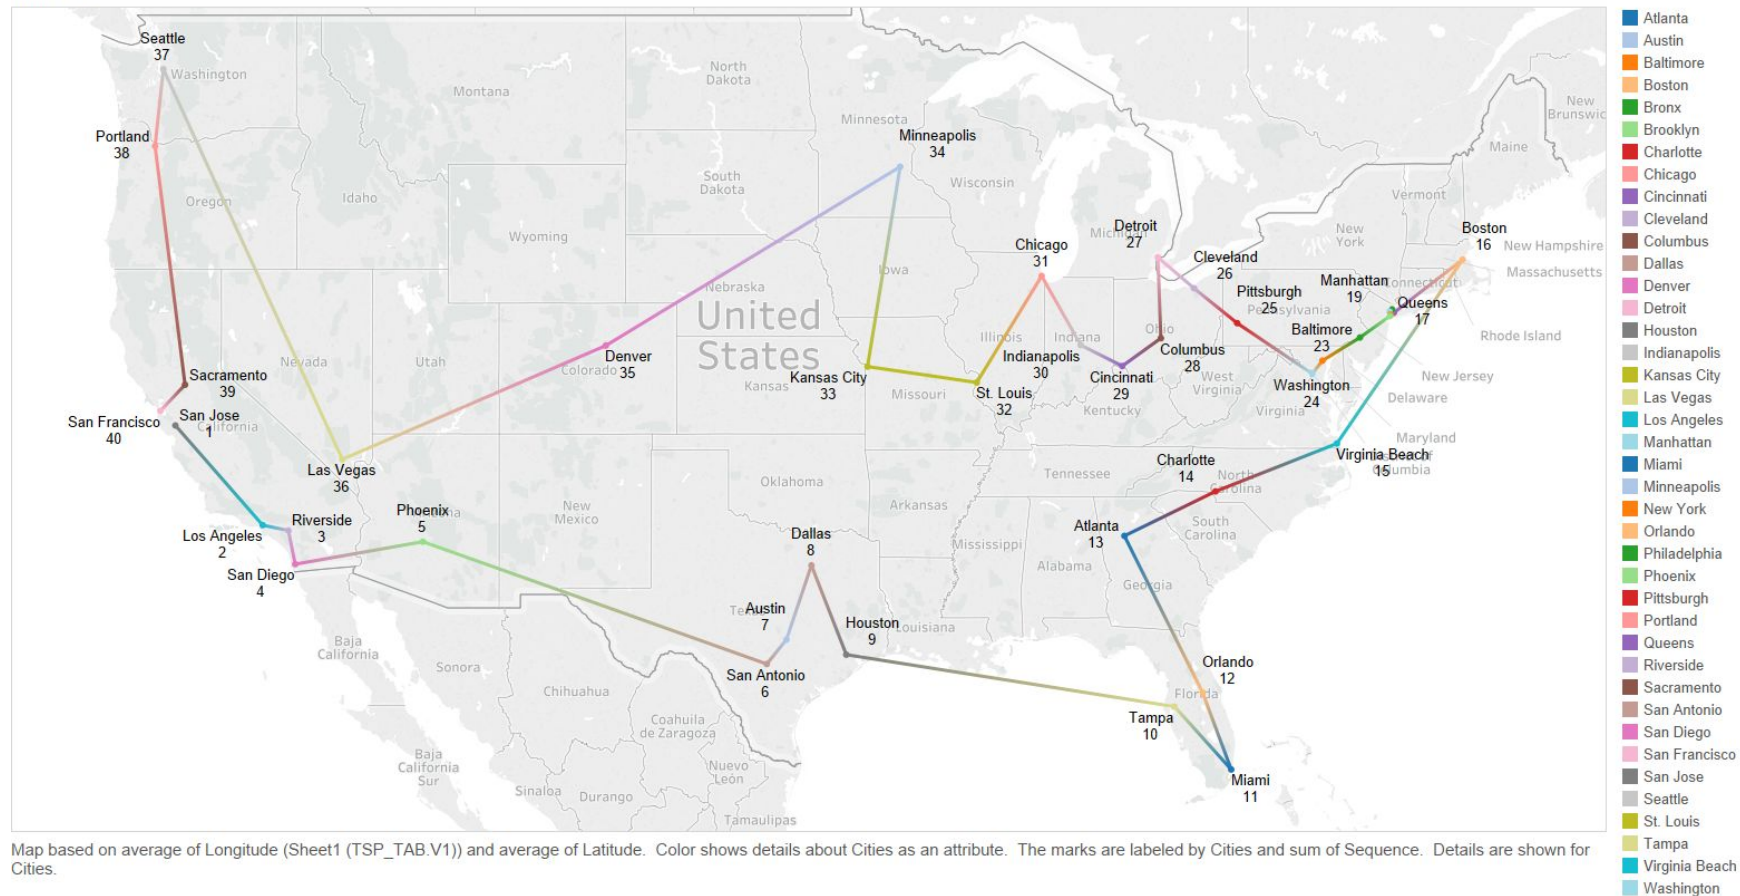 Seattle
37
Washington
Montana
North
Dakota
Minnesota
Minneapolis
34
New
Brunswic
Maine
Portland
38
Oregon
Idaho
South
Dakota
Wisconsin
Vermont
Wyoming
Detroit
27
Michigan
New
York
Boston
16
New Hampshire
Massachusetts
Chicago
31
Cleveland
26
Iowa
Nebraska
Manhattan
19
Connecticut
Pittsburgh
25
Pennsylvania
Queens
17
Rhode Island
United
States
Illinois
Indiana
Ohio
Baltimore
23
Nevada
Utah
Colorado
Denver
35
Indianapolis
30
Columbus
28
Sacramento
39
Kansas City
33
Kansas
Missouri
St. Louis
32
Cincinnati
29
West
Virginia
Washington
24
New Jersey
Delaware
San Francisco
40
San Jose
1
California
Kentucky
Virginia
Maryland
Virginia Beach
15
Columbia
Las Vegas
36
Tennessee
Charlotte
14
North
Carolina
Oklahoma
Arkansas
New
Mexico
Phoenix
5
Riverside
3
Los Angeles
2
Dallas
8
Mississippi
Alabama
Atlanta
13
South
Carolina
Georgia
San Diego
4
Austin
7
Houston
9
Louisiana
Baja
California
Sonora
Chihuahua
San Antonio
6
Orlando
12
Florida
Tampa
10
Coahuila
de Zaragoza
Baja
California
Sur
Nuevo
León
Sinaloa
Durango
Tamaulipas
Miami
11
Atlanta
Austin
Baltimore
Boston
Bronx
Brooklyn
Charlotte
Chicago
Cincinnati
Cleveland
Columbus
Dallas
Denver
Detroit
Houston
Indianapolis
Kansas City
Las Vegas
Los Angeles
Manhattan
Miami
Minneapolis
New York
Orlando
Philadelphia
Phoenix
Pittsburgh
Portland
Queens
Riverside
Sacramento
San Antonio
San Diego
San Francisco
San Jose
Seattle
St. Louis
Tampa
Virginia Beach
Washington
Map based on average of Longitude (Sheet1 (TSP_TAB.V1)) and average of Latitude. Color shows details about Cities as an attribute. The marks are labeled by Cities and sum of Sequence. Details are shown for
Cities.